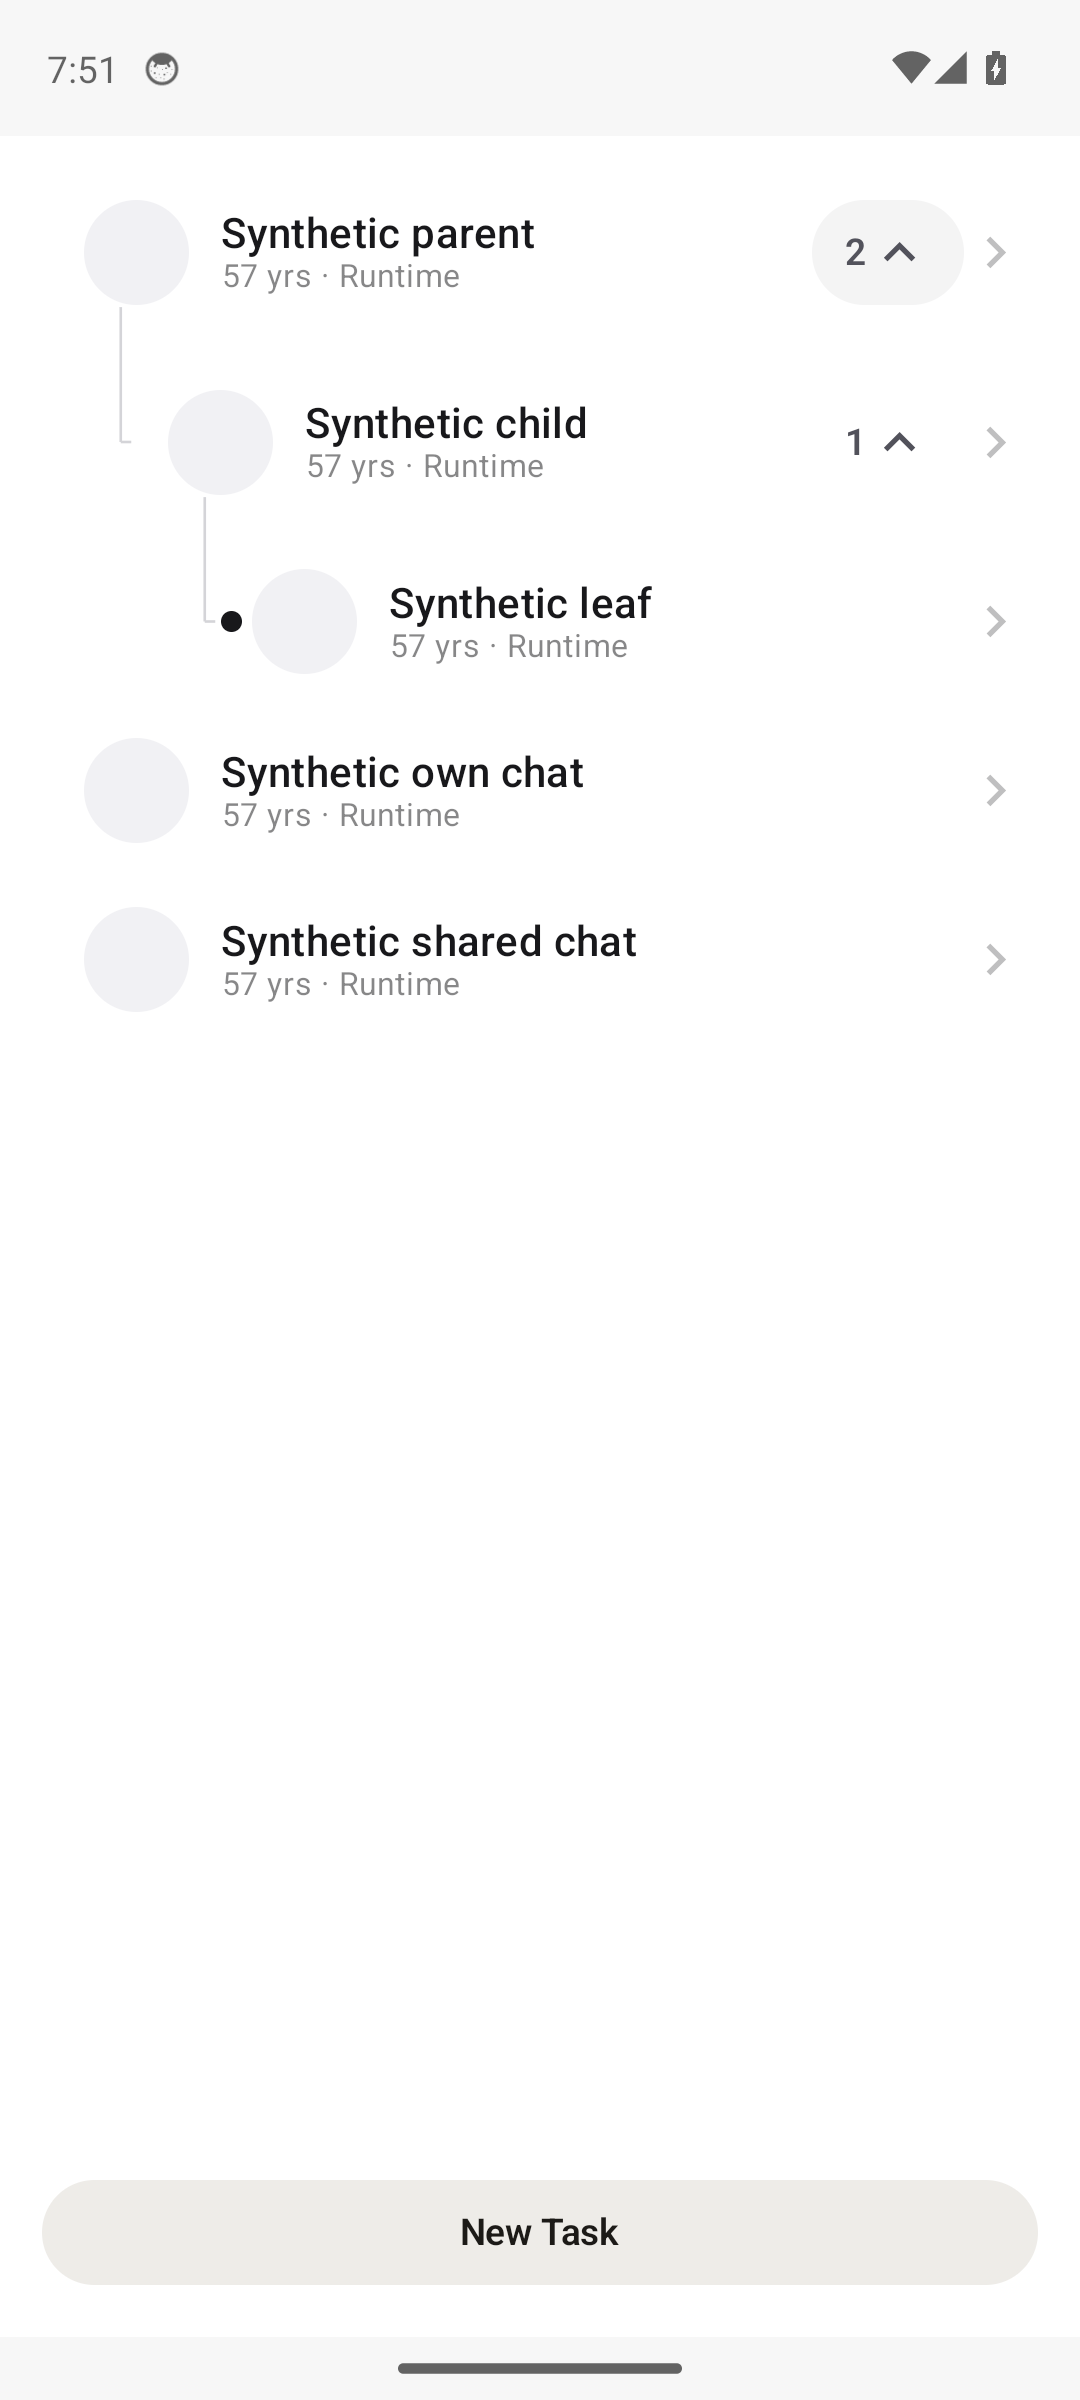 7:51
Synthetic parent
57 yrs · Runtime
2
Synthetic child
57 yrs · Runtime
1
Synthetic leaf
57 yrs · Runtime
Synthetic own chat
57 yrs · Runtime
Synthetic shared chat
57 yrs · Runtime
New Task